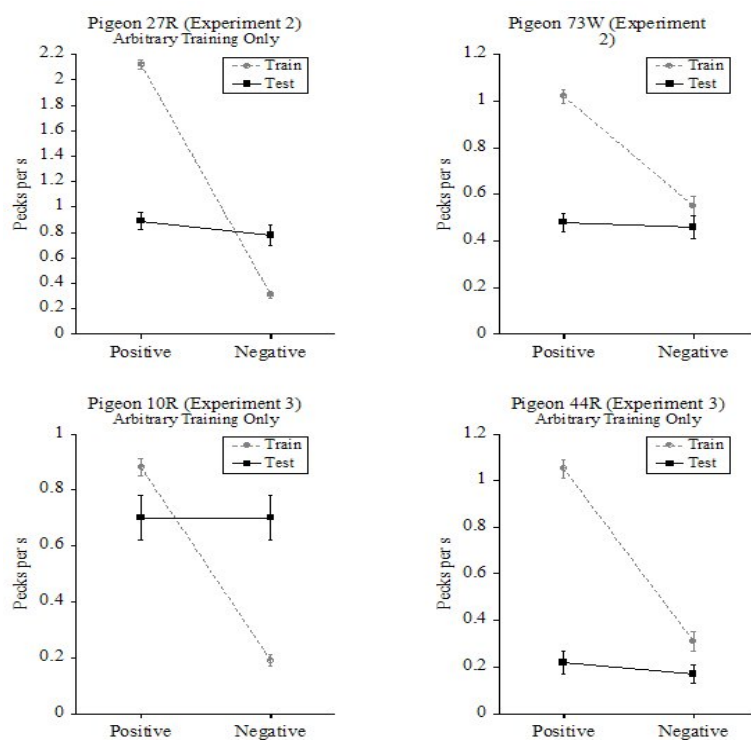 Pigeon 27R (Experiment 2)
Arbitrary Training Only
2.2
2
1.8
1.6
1.4
1.2
1
0.8
0.6
0.4
0.2
0
Pecks per s
Train
Test
Positive Negative
Pigeon 73W (Experiment
2)
1.2
1
0.8
0.6
0.4
0.2
0
Pecks per s
Train
Test
Positive Negative
Pigeon 10R (Experiment 3)
Arbitrary Training Only
1
0.8
0.6
0.4
0.2
0
Pecks per s
Train
Test
Positive Negative
Pigeon 44R (Experiment 3)
Arbitrary Training Only
1.2
1
0.8
0.6
0.4
0.2
0
Pecks per s
Train
Test
Positive Negative